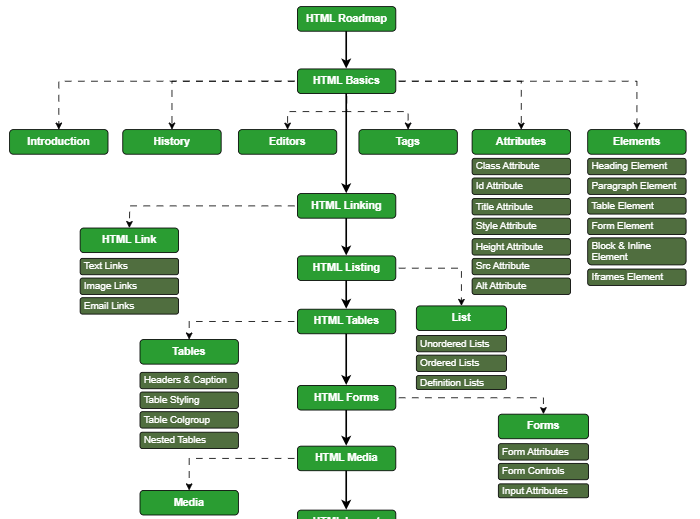 HTML Roadmap
HTML Basics
Introduction
History
Editors
Tags
Attributes
Elements
Class Attribute
Id Attribute
Title Attribute
Style Attribute
Height Attribute
Src Attribute
Alt Attribute
Heading Element
Paragraph Element
Table Element
Form Element
Block & Inline
Element
Iframes Element
HTML Linking
HTML Link
Text Links
Image Links
Email Links
HTML Listing
List
Unordered Lists
Ordered Lists
Definition Lists
HTML Tables
Tables
Headers & Caption
Table Styling
Table Colgroup
Nested Tables
HTML Forms
Forms
Form Attributes
Form Controls
Input Attributes
HTML Media
Media